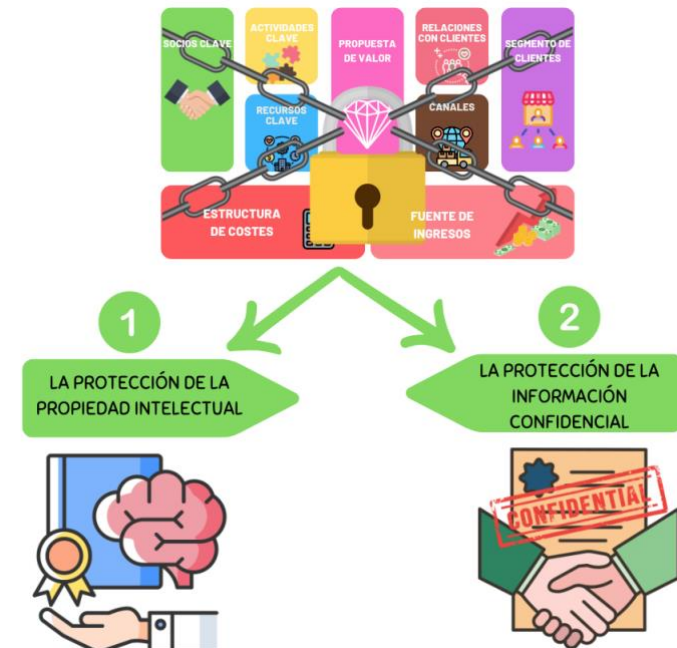 SOCIOS CLAVE
ACTIVIDADES
CLAVE
PROPUESTA
DE VALOR
RELACIONES
CON CLIENTES
SEGMENTO DE
CLIENTES
RECURSOS
CLAVE
CANALES
ESTRUCTURA
DE COSTES
FUENTE DE
INGRESOS
1
LA PROTECCIÓN DE LA
PROPIEDAD INTELECTUAL
2
LA PROTECCIÓN DE LA
INFORMACIÓN
CONFIDENCIAL
CONFIDENTIAL